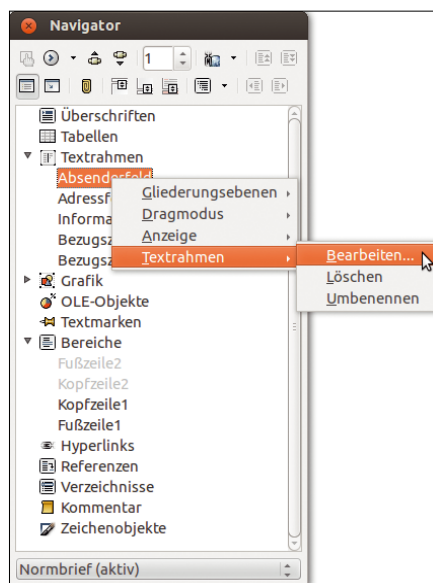 Navigator
1
Überschriften
Tabellen
Textrahmen
Absenderfeld
Gliederungsebenen
Dragmodus
Anzeige
Textrahmen
Bearbeiten...
Löschen
Umbenennen
Grafik
OLE-Objekte
Textmarken
Bereiche
Fußzeile2
Kopfzeile2
Kopfzeile1
Fußzeile1
Hyperlinks
Referenzen
Verzeichnisse
Kommentar
Zeichenobjekte
Normbrief (aktiv)